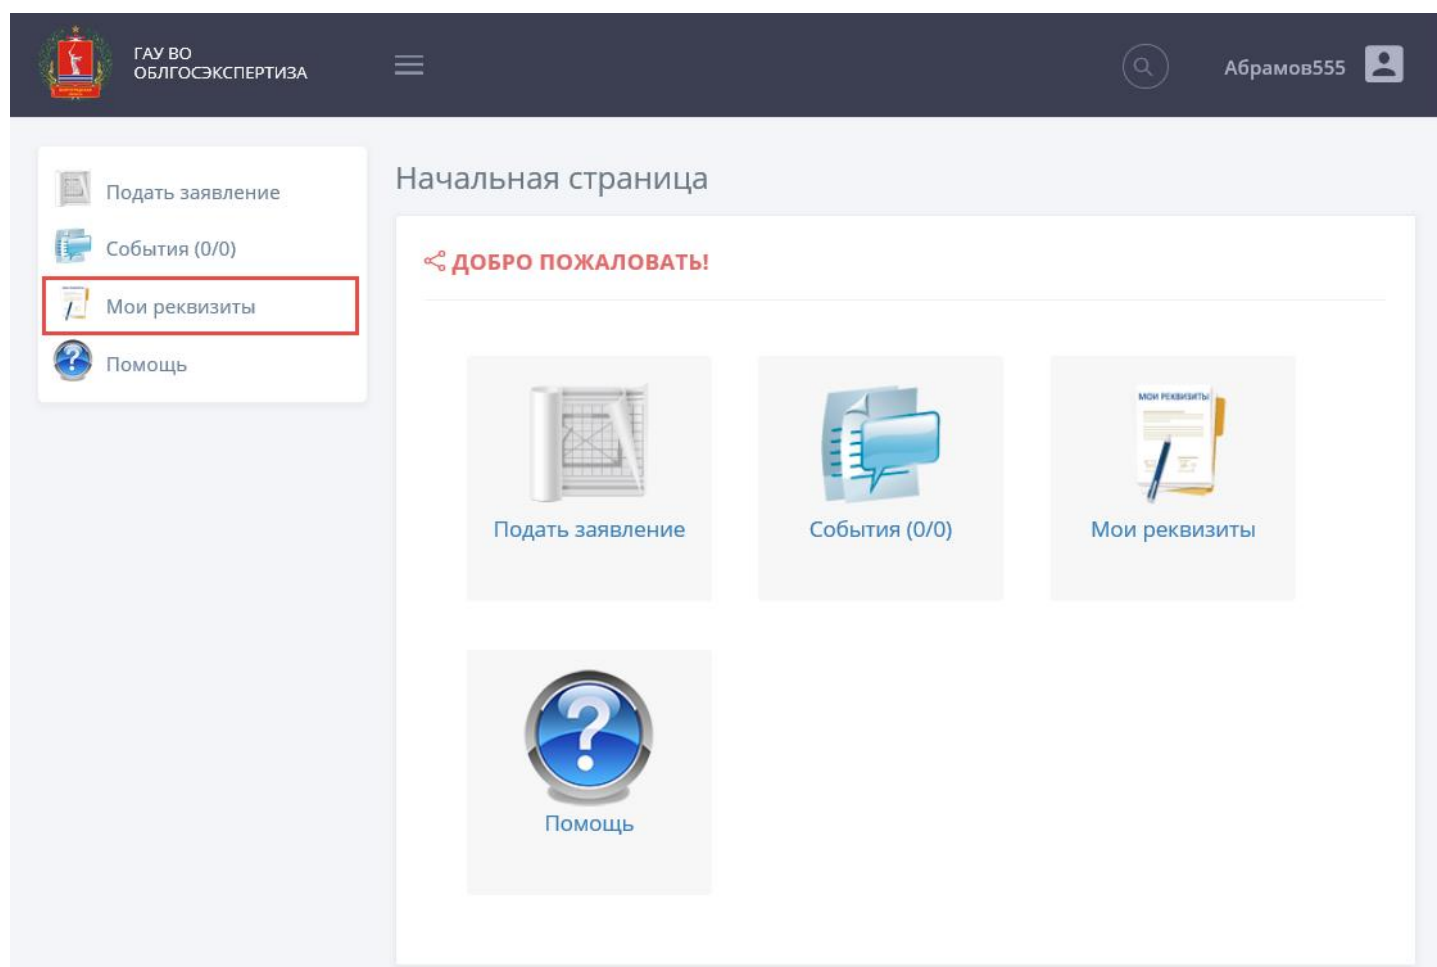 ГАУ ВО
ОБЛГОСЭКСПЕРТИЗА
Абрамов555
Подать заявление
События (0/0)
Мои реквизиты
Помощь
Начальная страница
ДОБРО ПОЖАЛОВАТЬ!
МОИ РЕКВИЗИТЫ
Подать заявление
События (0/0)
Мои реквизиты
Помощь